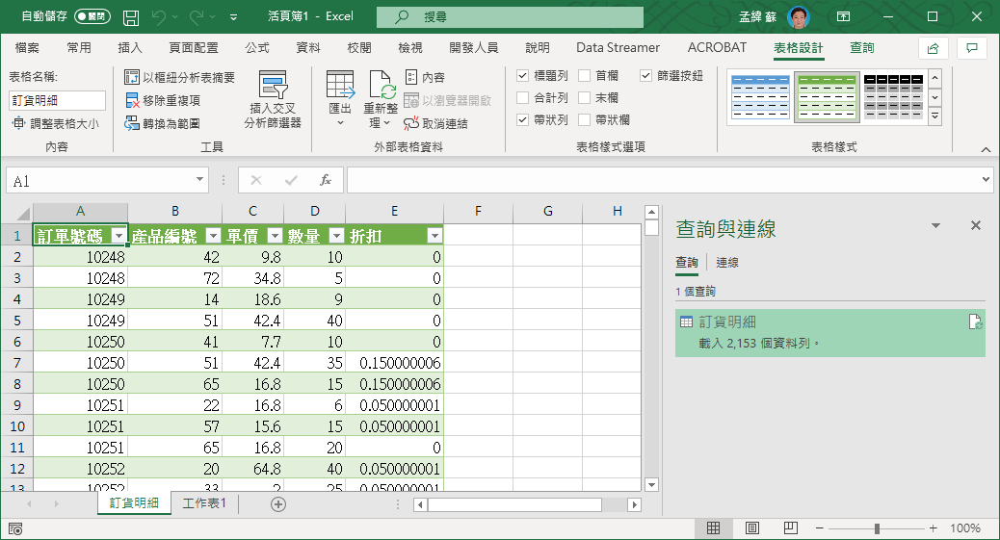 自動儲存 關閉 活頁簿1 - Excel 搜尋 孟緯 蘇
檔案 常用 插入 頁面配置 公式 資料 校閱 檢視 開發人員 說明 Data Streamer ACROBAT 表格設計 查詢
表格名稱:
訂貨明細
調整表格大小
內容
以樞紐分析表摘要
移除重複項
轉換為範圍
插入交叉
分析篩選器
工具
匯出
重新整
理
內容
以瀏覽器開啟
取消連結
外部表格資料
標題列 首欄 篩選按鈕
合計列 末欄
帶狀列 帶狀欄
表格樣式選項
表格樣式
A1 fx
A B C D E F G H
1 訂單號碼 產品編號 單價 數量 折扣
2 10248 42 9.8 10 0
3 10248 72 34.8 5 0
4 10249 14 18.6 9 0
5 10249 51 42.4 40 0
6 10250 41 7.7 10 0
7 10250 51 42.4 35 0.150000006
8 10250 65 16.8 15 0.150000006
9 10251 22 16.8 6 0.050000001
10 10251 57 15.6 15 0.050000001
11 10251 65 16.8 20 0
12 10252 20 64.8 40 0.050000001
13 10252 33 2 25 0.050000001
查詢與連線
查詢 連線
1 個查詢
訂貨明細
載入 2,153 個資料列。
訂貨明細 工作表1
100%